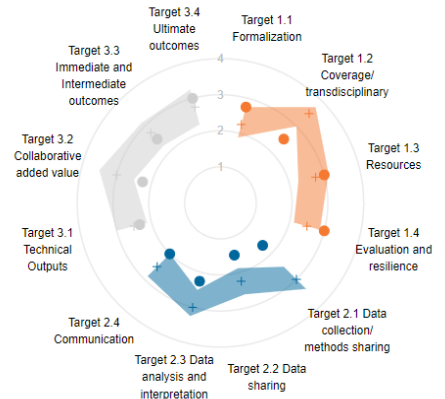 Target 3.4
Ultimate
outcomes
Target 1.1
Formalization
Target 1.2
Coverage/
transdisciplinary
Target 1.3
Resources
Target 1.4
Evaluation and
resilience
Target 2.1 Data
collection/
methods sharing
Target 2.2 Data
sharing
Target 2.3 Data
analysis and
interpretation
Target 2.4
Communication
Target 3.1
Technical
Outputs
Target 3.2
Collaborative
added value
Target 3.3
Immediate and
Intermediate
outcomes
4
3
2
1